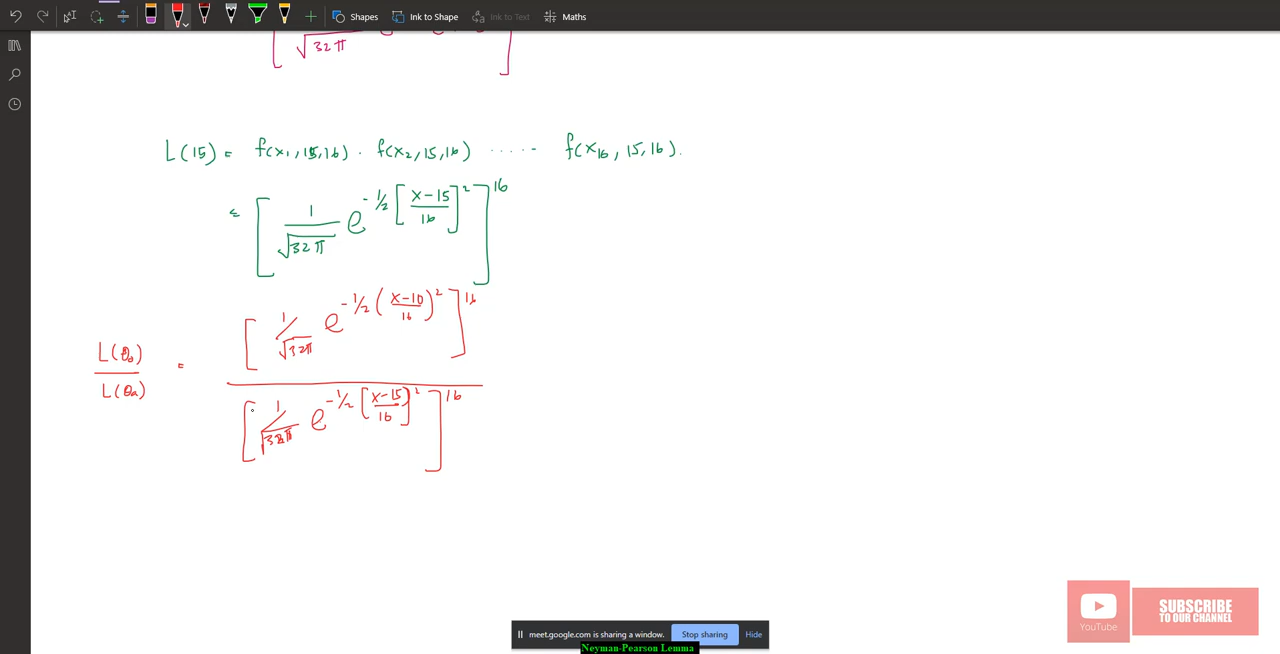 Shapes Ink to Shape Ink to Text Maths
√32π
L(15) = f(x₁, 15, 16) . f(x₂, 15, 16) ..... f(x₁₆, 15, 16).
= [ 1/√32π e^{-1/2 [x-15/16]²} ]^{16}
L(θ₀)/L(θa) = [ 1/√32π e^{-1/2 (x-10/16)²} ]^{16}
[ 1/√32π e^{-1/2 [x-15/16]²} ]^{16}
YouTube
SUBSCRIBE
TO OUR CHANNEL
meet.google.com is sharing a window. Stop sharing Hide
Neyman-Pearson Lemma